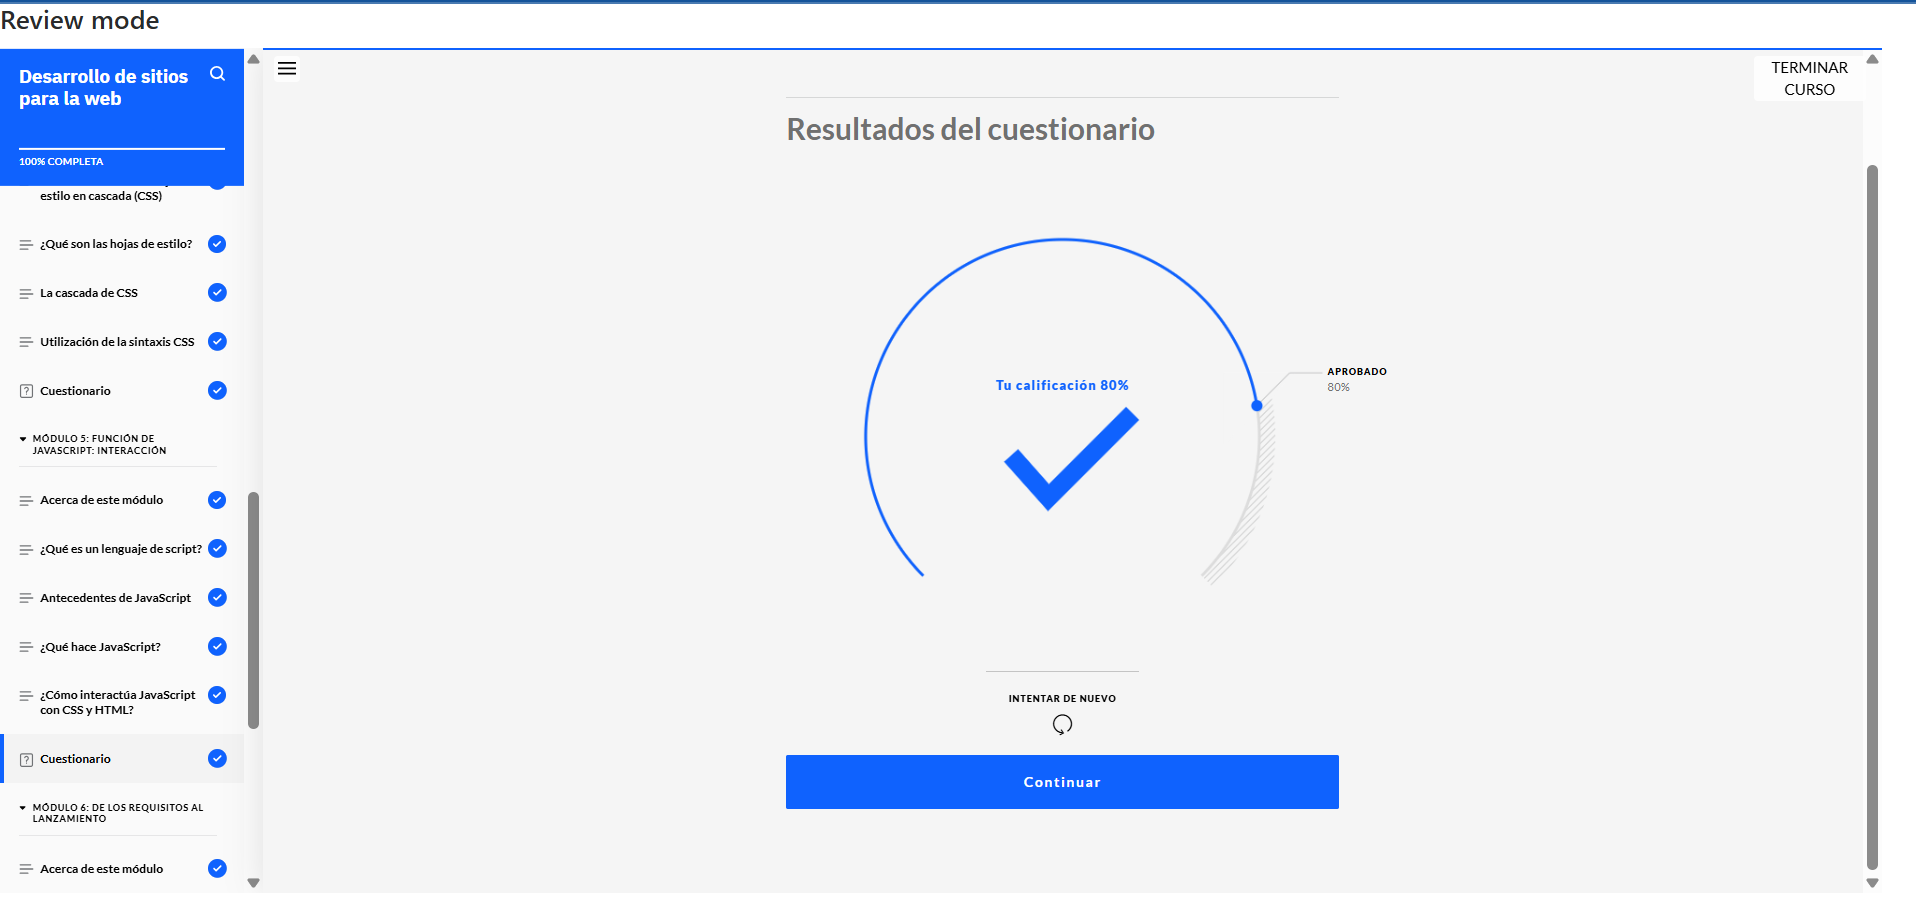 Review mode
Desarrollo de sitios
para la web
100% COMPLETA
estilo en cascada (CSS)
¿Qué son las hojas de estilo?
La cascada de CSS
Utilización de la sintaxis CSS
Cuestionario
MÓDULO 5: FUNCIÓN DE
JAVASCRIPT: INTERACCIÓN
Acerca de este módulo
¿Qué es un lenguaje de script?
Antecedentes de JavaScript
¿Qué hace JavaScript?
¿Cómo interactúa JavaScript
con CSS y HTML?
Cuestionario
MÓDULO 6: DE LOS REQUISITOS AL
LANZAMIENTO
Acerca de este módulo
TERMINAR
CURSO
Resultados del cuestionario
Tu calificación 80%
APROBADO
80%
INTENTAR DE NUEVO
Continuar